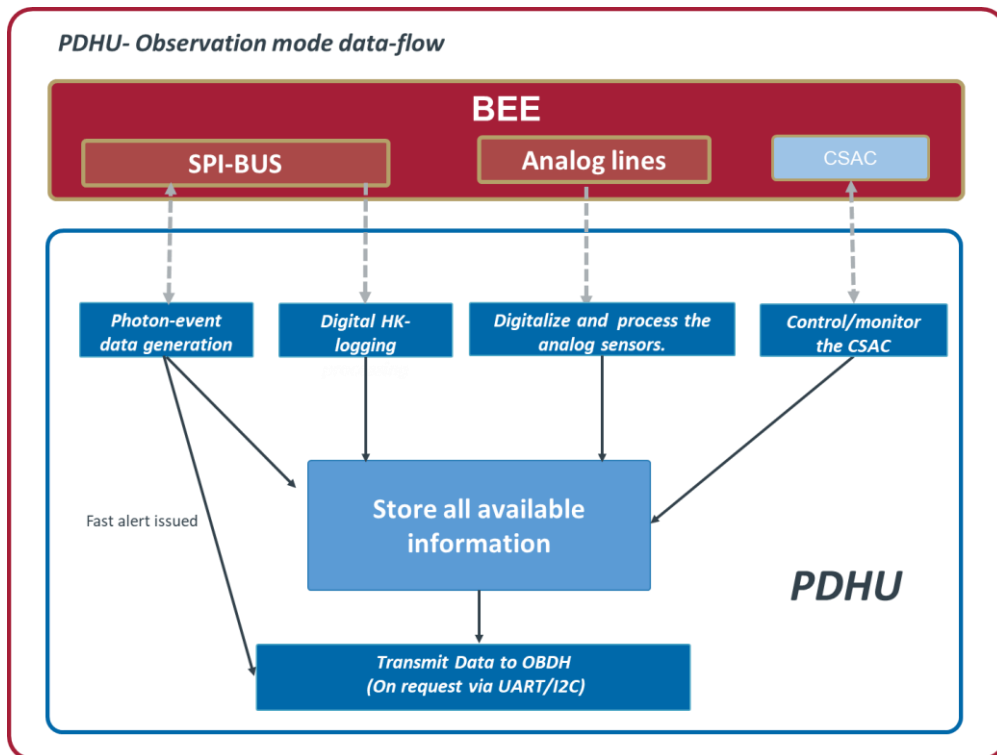 PDHU- Observation mode data-flow
BEE
SPI-BUS
Analog lines
CSAC
Photon-event
data generation
Digital HK-
logging
Digitalize and process the
analog sensors.
Control/monitor
the CSAC
Store all available
information
Fast alert issued
PDHU
Transmit Data to OBDH
(On request via UART/I2C)